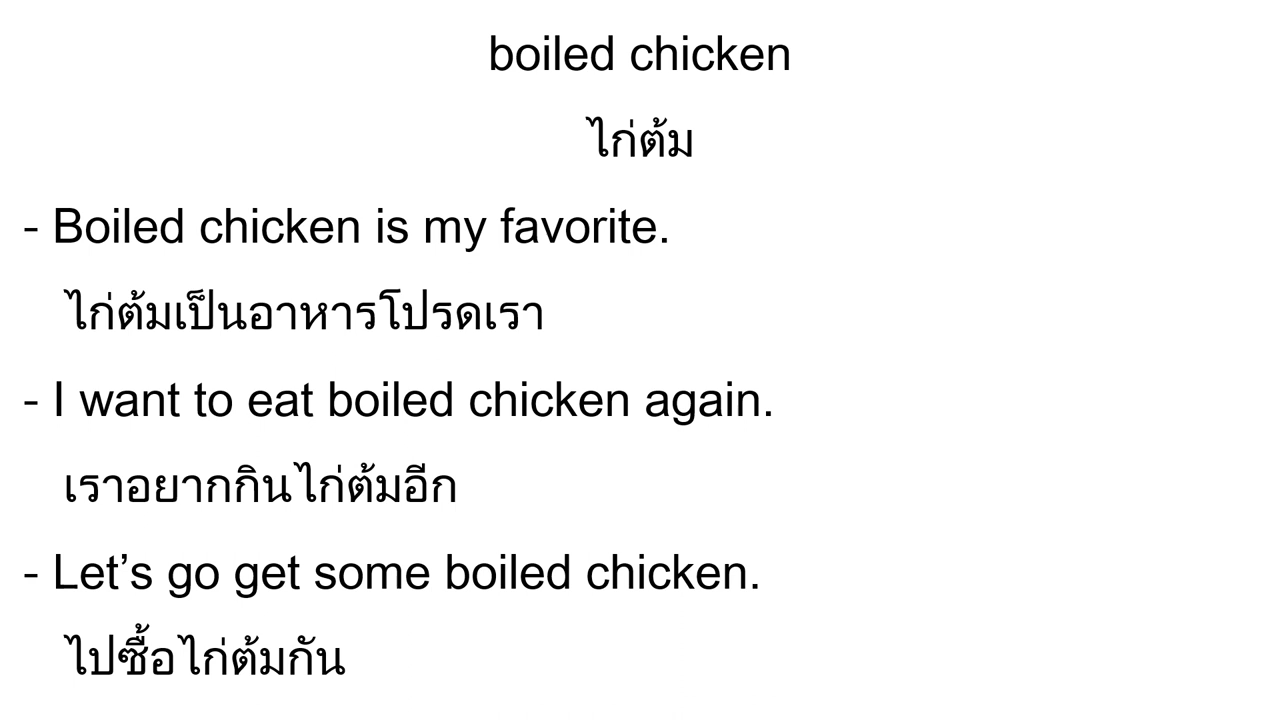 boiled chicken
ไก่ต้ม
- Boiled chicken is my favorite.
ไก่ต้มเป็นอาหารโปรดเรา
- I want to eat boiled chicken again.
เราอยากกินไก่ต้มอีก
- Let’s go get some boiled chicken.
ไปซื้อไก่ต้มกัน